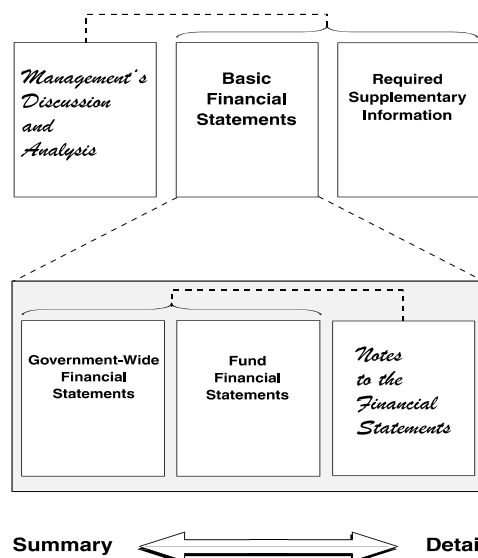 Management's
Discussion
and
Analysis
Basic
Financial
Statements
Required
Supplementary
Information
Government-Wide
Financial
Statements
Fund
Financial
Statements
Notes
to the
Financial
Statements
Summary
Detai